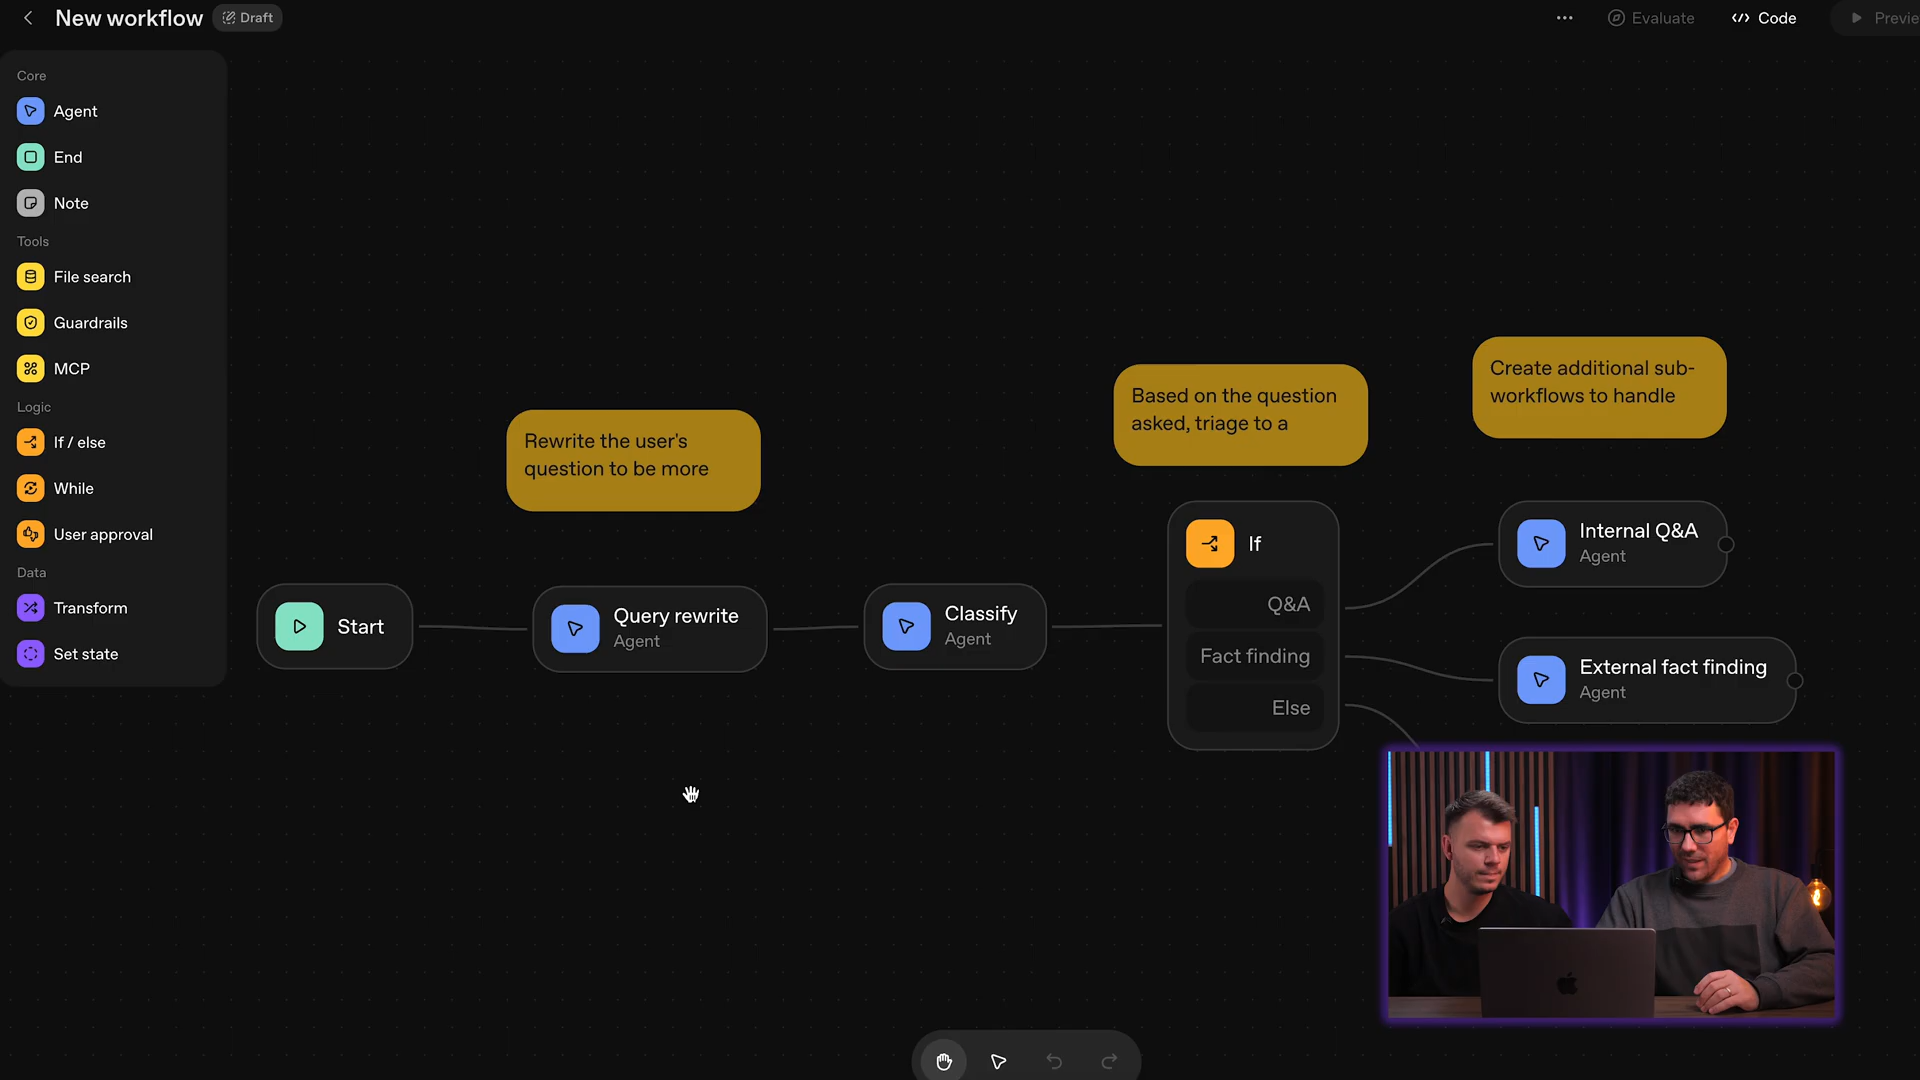 New workflow
Draft
Evaluate
Code
Previe
Core
Agent
End
Note
Tools
File search
Guardrails
MCP
Logic
If / else
While
User approval
Data
Transform
Set state
Rewrite the user's
question to be more
Based on the question
asked, triage to a
Create additional sub-
workflows to handle
Start
Query rewrite
Agent
Classify
Agent
If
Q&A
Fact finding
Else
Internal Q&A
Agent
External fact finding
Agent